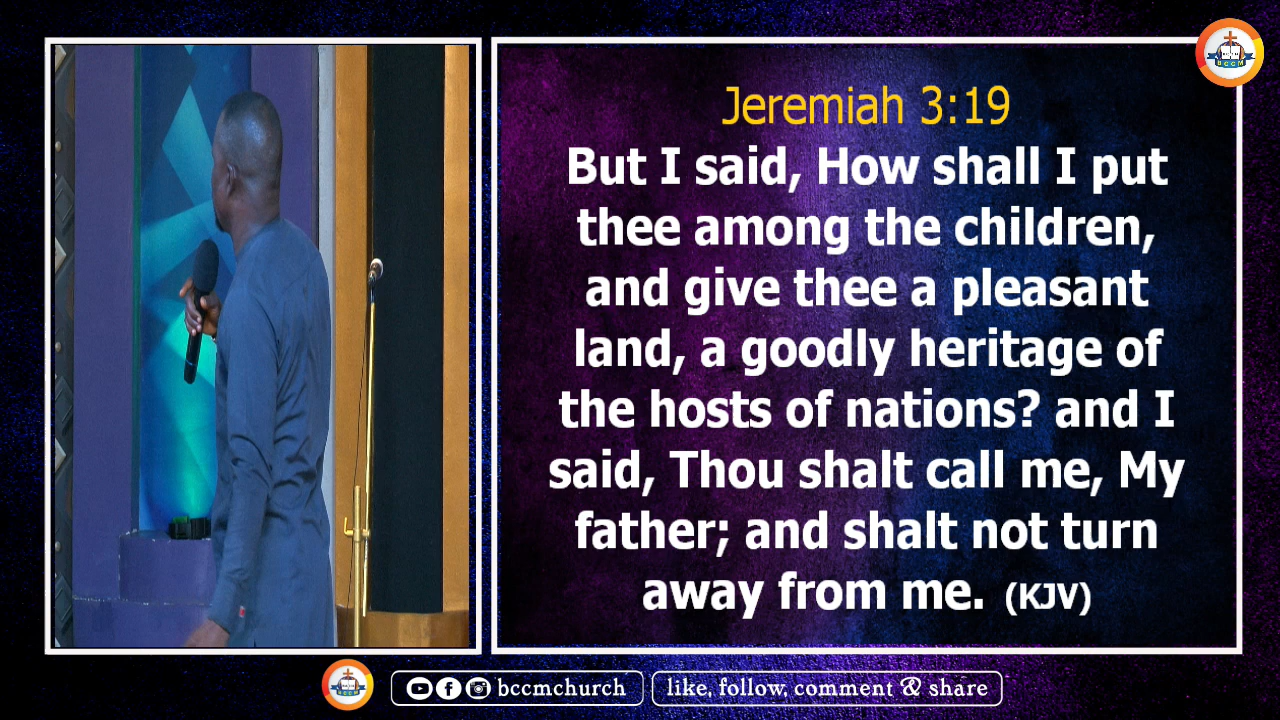 Jeremiah 3:19
But I said, How shall I put
thee among the children,
and give thee a pleasant
land, a goodly heritage of
the hosts of nations? and I
said, Thou shalt call me, My
father; and shalt not turn
away from me. (KJV)
BCCM
BCCM
bccmchurch
like, follow, comment & share